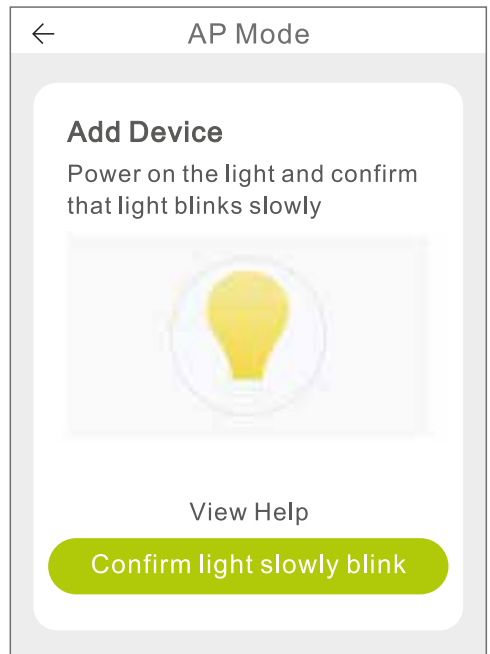 AP Mode
Add Device
Power on the light and confirm
that light blinks slowly
View Help
Confirm light slowly blink